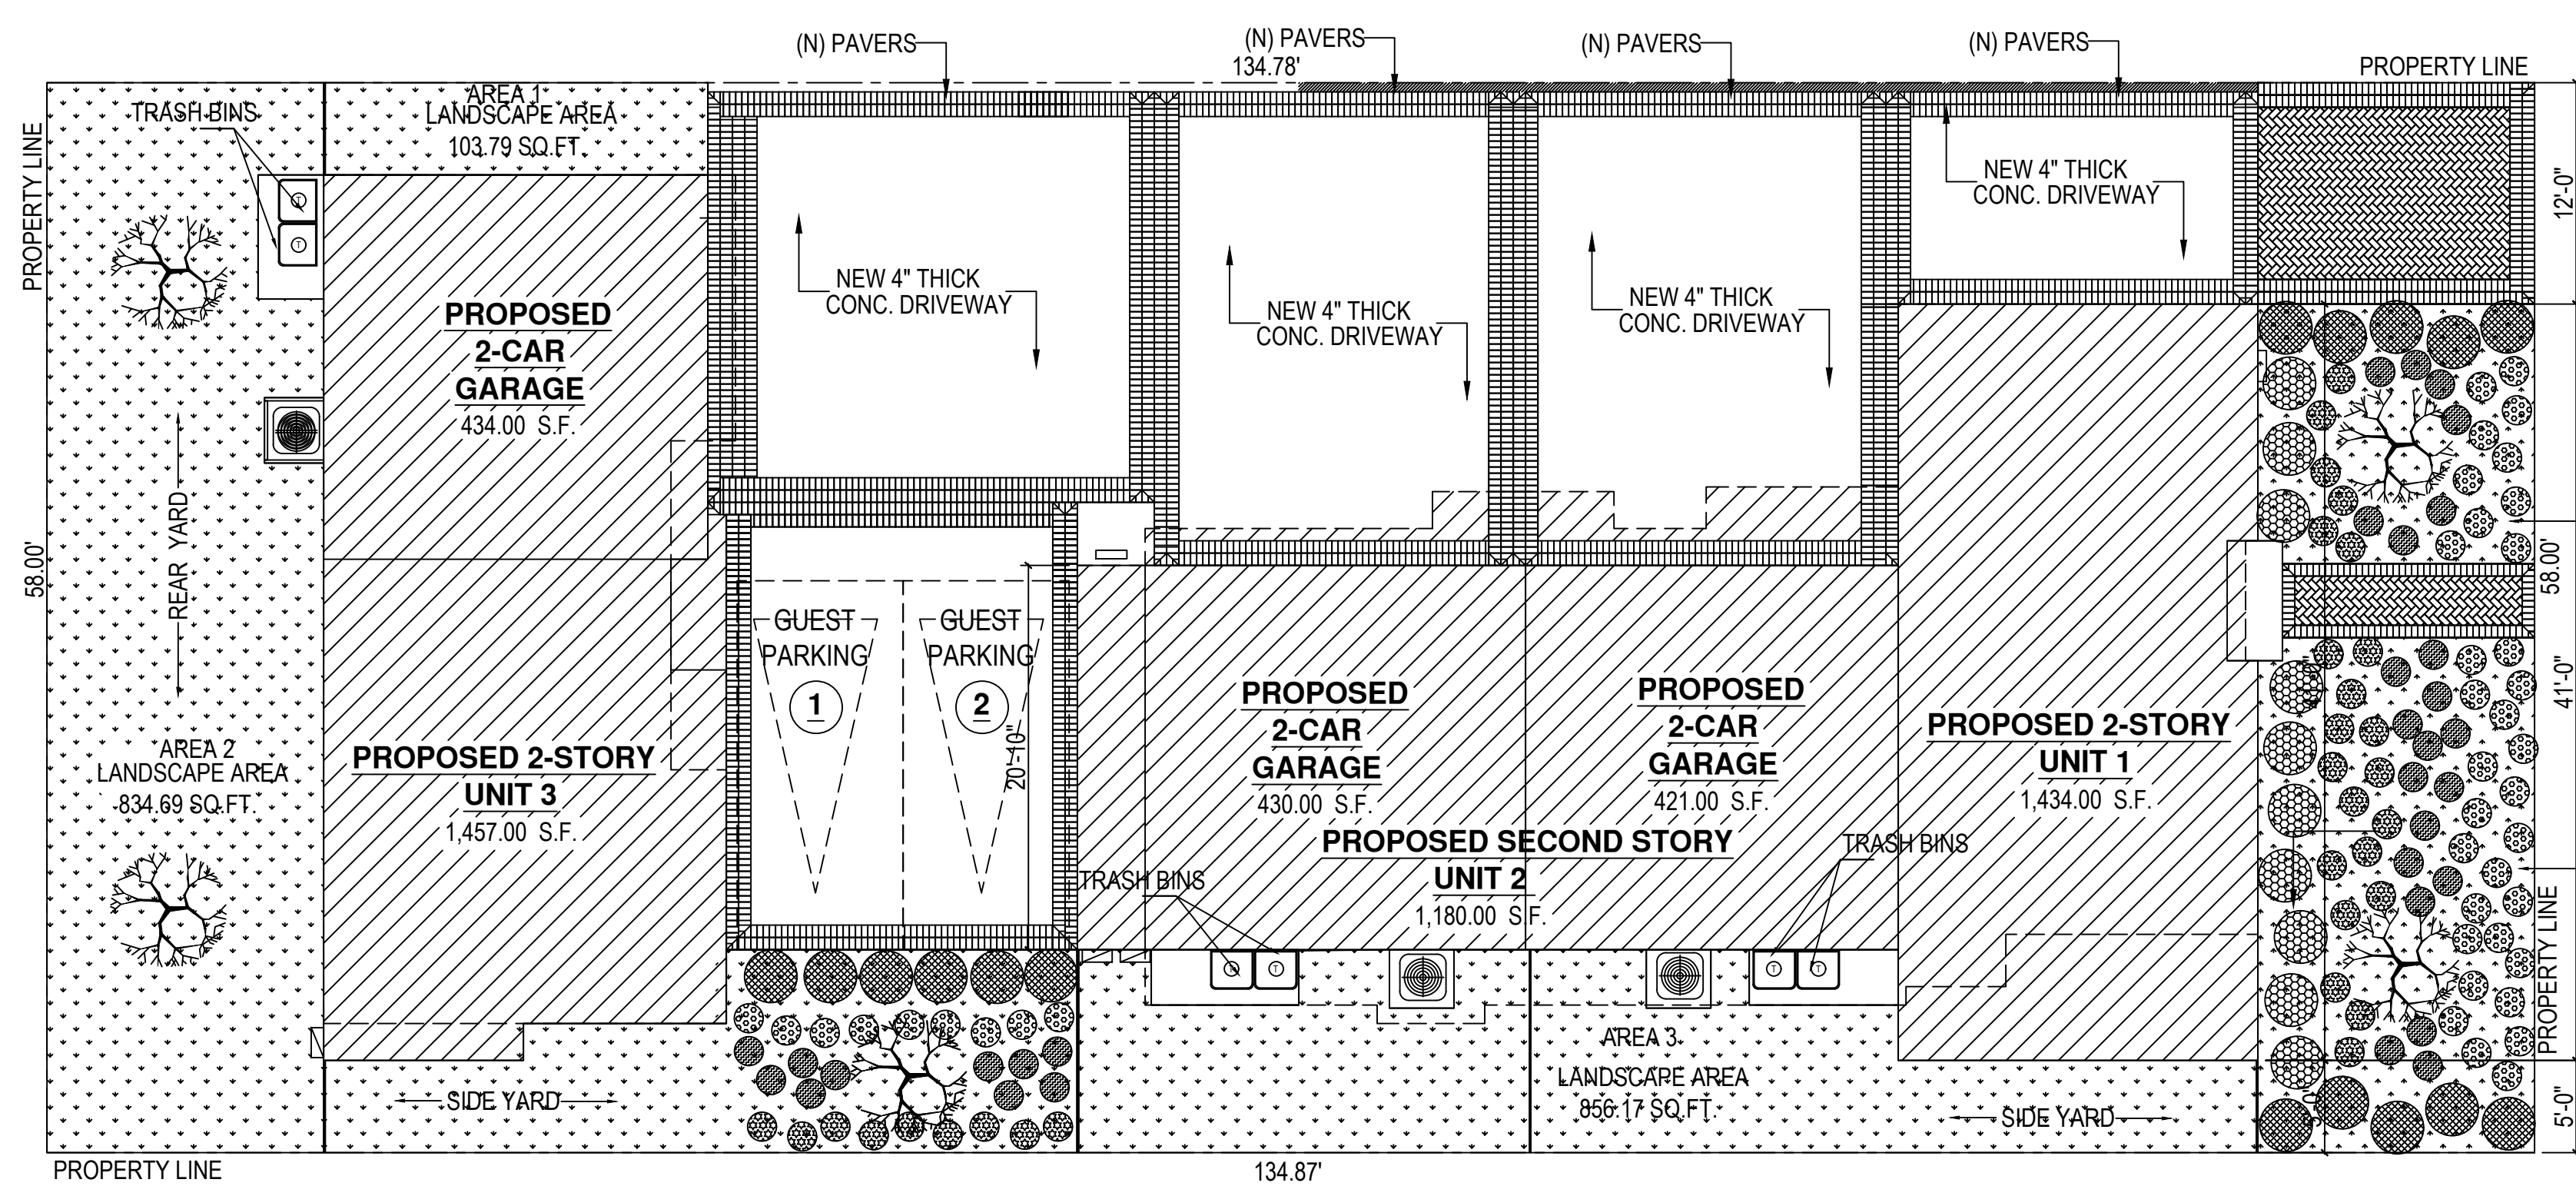 (N) PAVERS
(N) PAVERS
(N) PAVERS
(N) PAVERS
134.78'
PROPERTY LINE
TRASH BINS
AREA 1
LANDSCAPE AREA
103.79 SQ.FT.
PROPERTY LINE
58.00'
T
T
NEW 4" THICK
CONC. DRIVEWAY
NEW 4" THICK
CONC. DRIVEWAY
NEW 4" THICK
CONC. DRIVEWAY
NEW 4" THICK
CONC. DRIVEWAY
12'-0"
PROPOSED
2-CAR
GARAGE
434.00 S.F.
REAR YARD
AREA 2
LANDSCAPE AREA
834.69 SQ.FT.
PROPOSED 2-STORY
UNIT 3
1,457.00 S.F.
GUEST
PARKING
1
GUEST
PARKING
2
20'-10"
PROPOSED
2-CAR
GARAGE
430.00 S.F.
PROPOSED
2-CAR
GARAGE
421.00 S.F.
PROPOSED SECOND STORY
UNIT 2
1,180.00 S.F.
PROPOSED 2-STORY
UNIT 1
1,434.00 S.F.
TRASH BINS
TRASH BINS
T
T
T
T
58.00'
41'-0"
PROPERTY LINE
5'-0"
5'-0"
AREA 3
LANDSCAPE AREA
856.17 SQ.FT.
SIDE YARD
SIDE YARD
PROPERTY LINE
134.87'